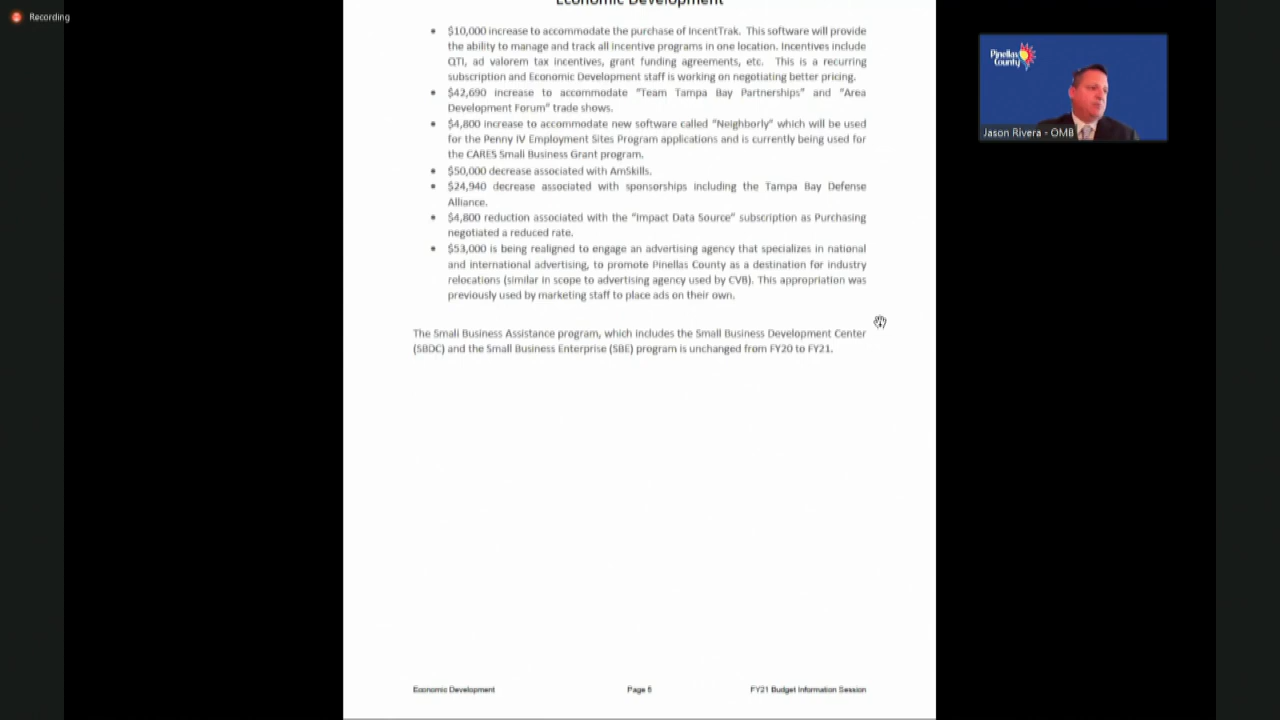 Recording
Economic Development
• $10,000 increase to accommodate the purchase of IncentTrak. This software will provide
the ability to manage and track all incentive programs in one location. Incentives include
QTI, ad valorem tax incentives, grant funding agreements, etc. This is a recurring
subscription and Economic Development staff is working on negotiating better pricing.
• $42,690 increase to accommodate "Team Tampa Bay Partnerships" and "Area
Development Forum" trade shows.
• $4,800 increase to accommodate new software called "Neighborly" which will be used
for the Penny IV Employment Sites Program applications and is currently being used for
the CARES Small Business Grant program.
• $50,000 decrease associated with AmSkills.
• $24,940 decrease associated with sponsorships including the Tampa Bay Defense
Alliance.
• $4,800 reduction associated with the "Impact Data Source" subscription as Purchasing
negotiated a reduced rate.
• $53,000 is being realigned to engage an advertising agency that specializes in national
and international advertising, to promote Pinellas County as a destination for industry
relocations (similar in scope to advertising agency used by CVB). This appropriation was
previously used by marketing staff to place ads on their own.
The Small Business Assistance program, which includes the Small Business Development Center
(SBDC) and the Small Business Enterprise (SBE) program is unchanged from FY20 to FY21.
Economic Development Page 6 FY21 Budget Information Session
Pinellas
County
Jason Rivera - OMB